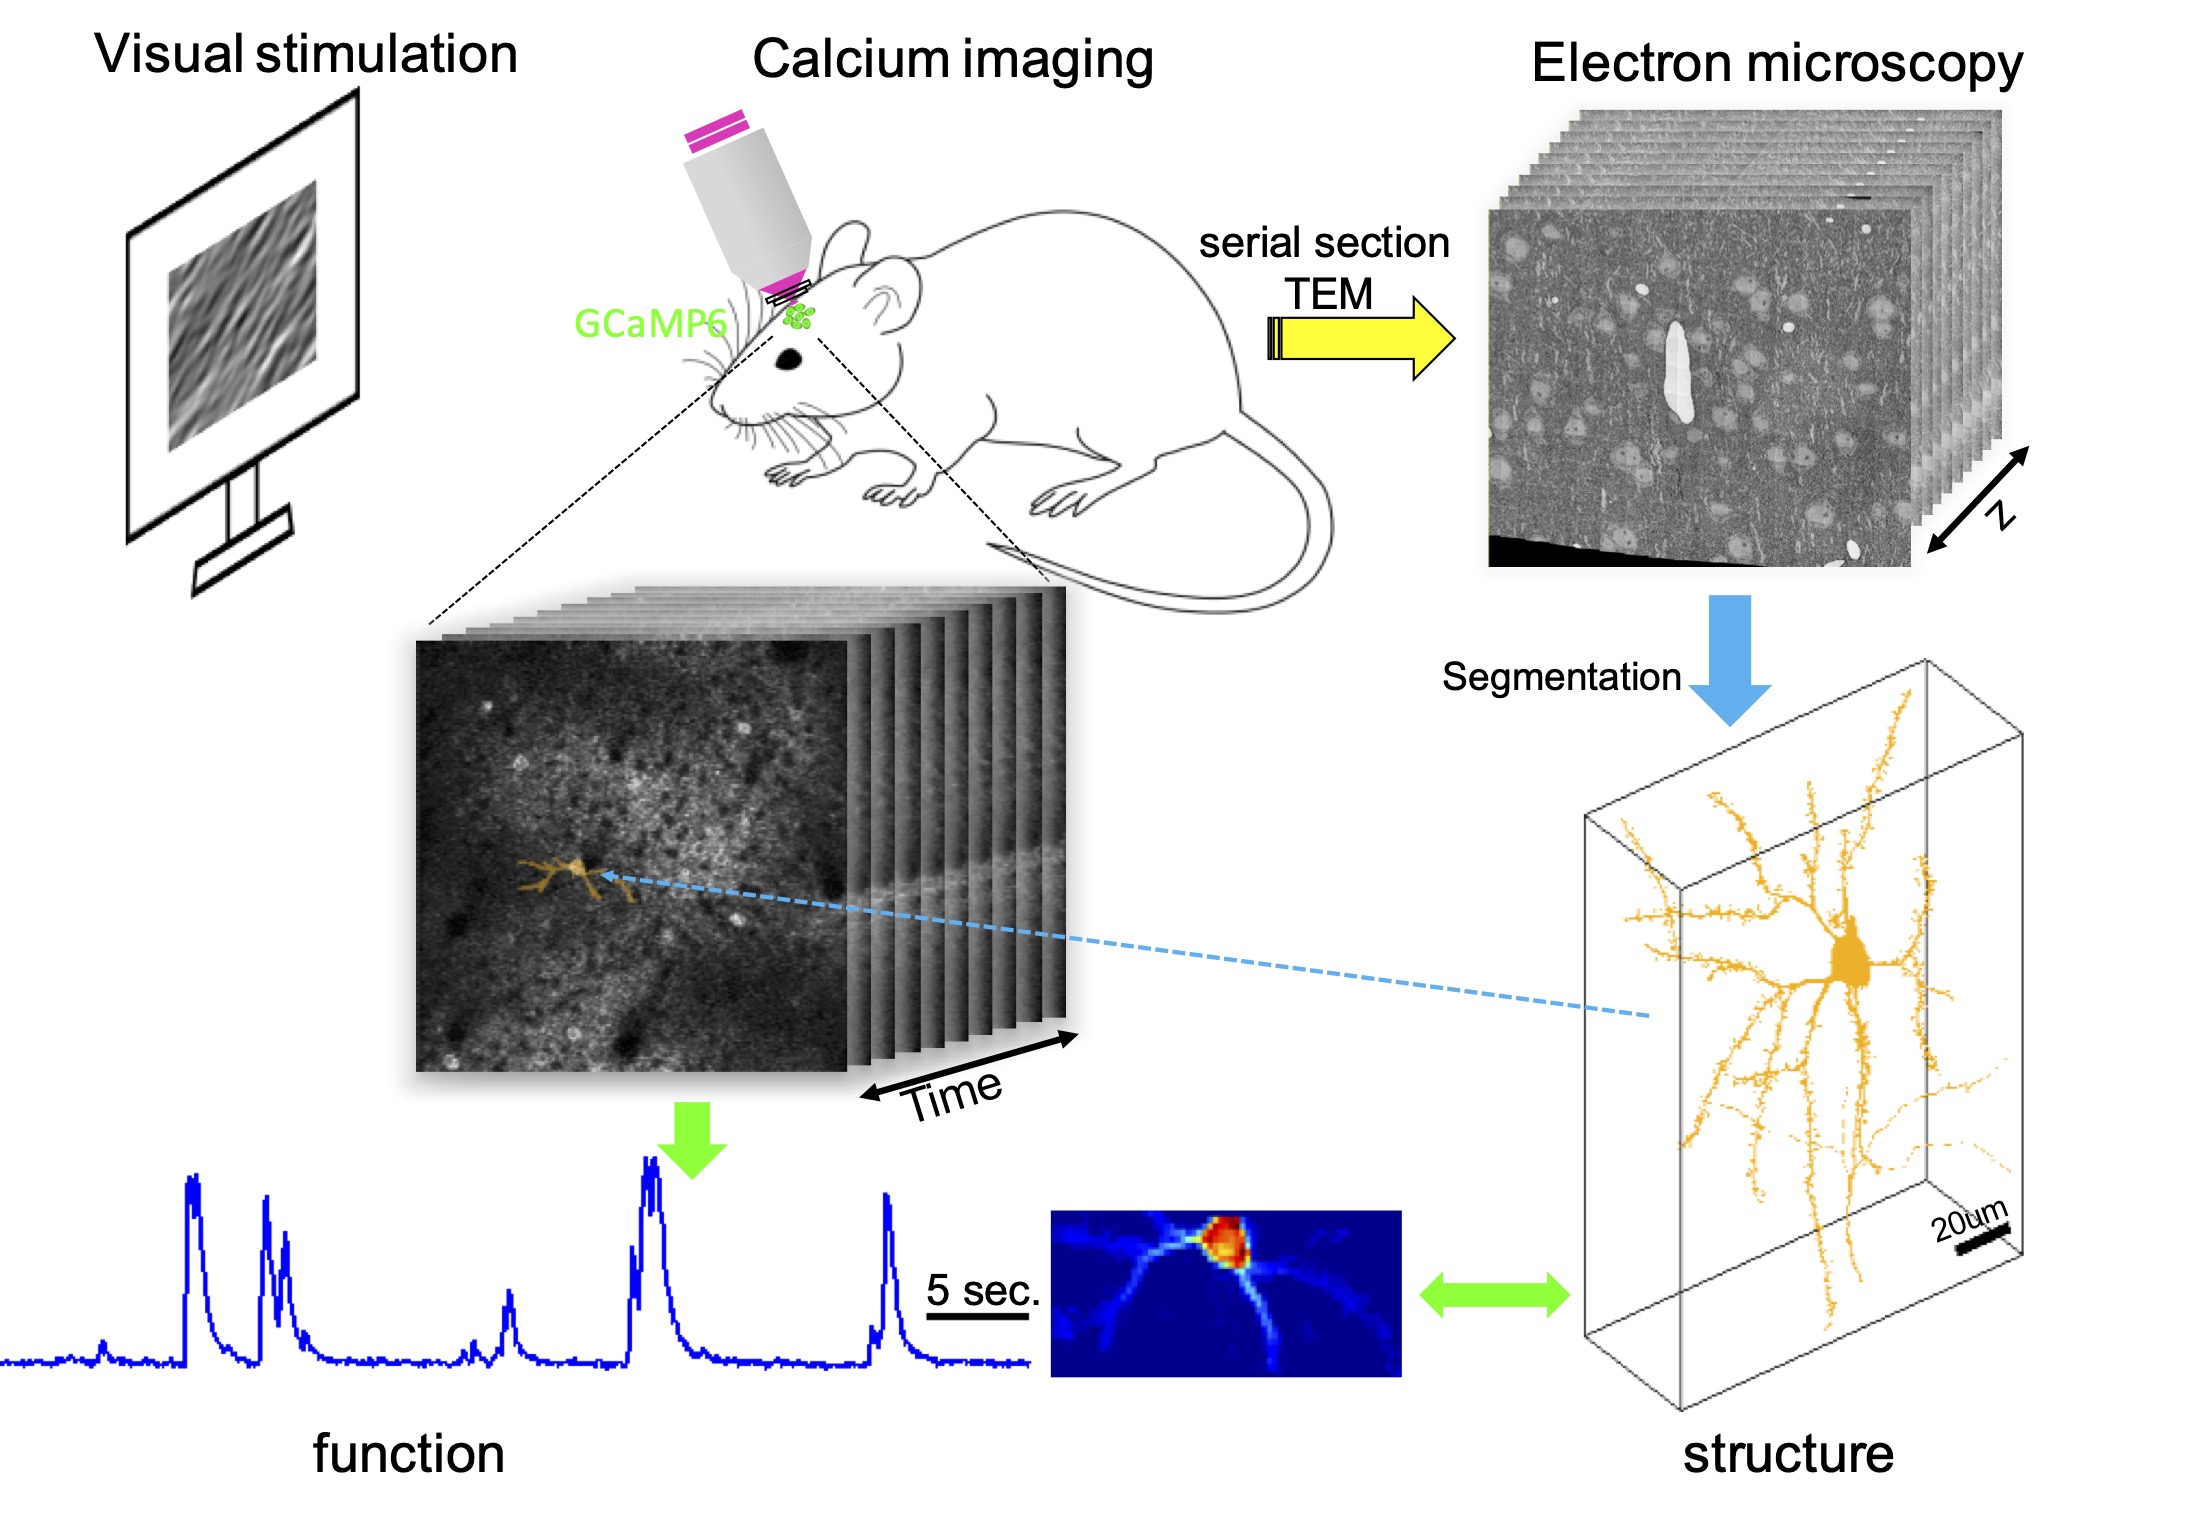 Visual stimulation
Calcium imaging
Electron microscopy
serial section
TEM
GCaMP6
Z
Segmentation
Time
5 sec.
20um
function
structure